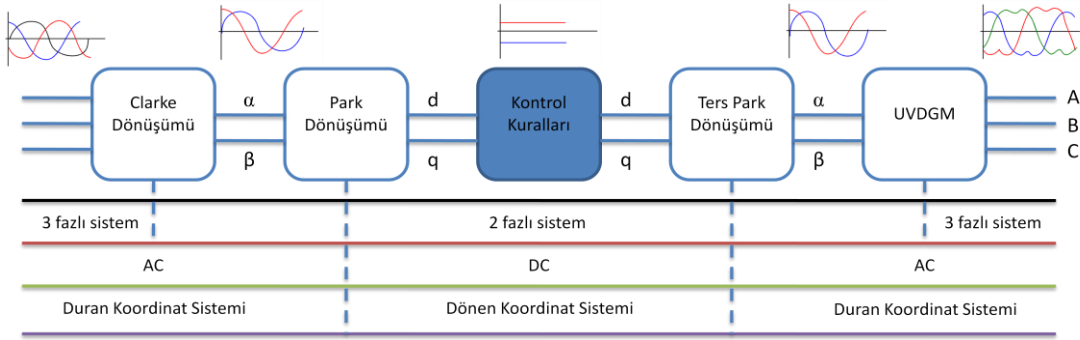 Clarke
Dönüşümü
α
β
Park
Dönüşümü
d
q
Kontrol
Kuralları
d
q
Ters Park
Dönüşümü
α
β
UVDGM
A
B
C
3 fazlı sistem
2 fazlı sistem
3 fazlı sistem
AC
DC
AC
Duran Koordinat Sistemi
Dönen Koordinat Sistemi
Duran Koordinat Sistemi